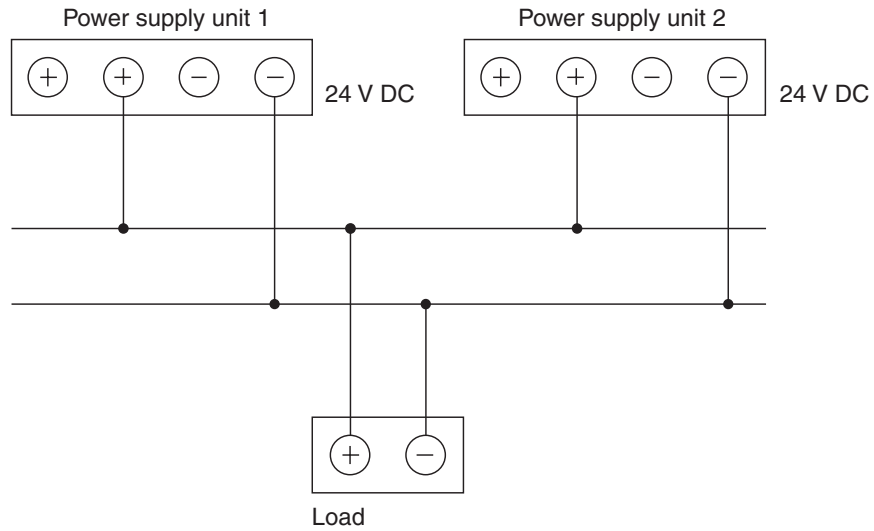 Power supply unit 1
Power supply unit 2
+ + − −
24 V DC
+ + − −
24 V DC
+ −
Load